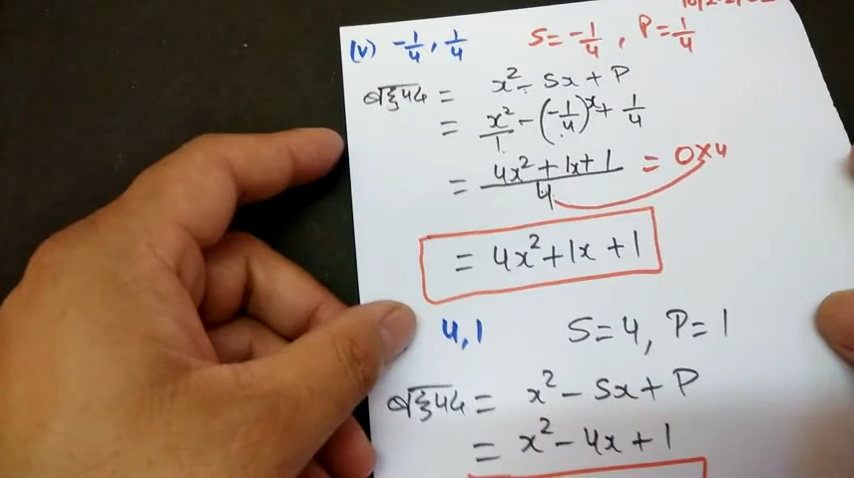 (v) -1/4, 1/4 S=-1/4, P=1/4
बहुपद = x² - Sx + P
= x²/1 - (-1/4)x + 1/4
= (4x² + 1x + 1)/4 = 0×4
= 4x² + 1x + 1
4,1 S=4, P=1
बहुपद = x² - Sx + P
= x² - 4x + 1